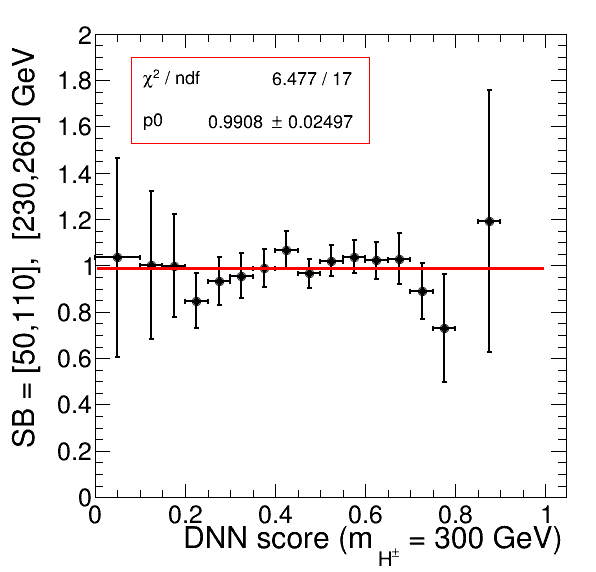 SB = [50,110], [230,260] GeV
2
1.8
1.6
1.4
1.2
1
0.8
0.6
0.4
0.2
0
χ² / ndf 6.477 / 17
p0 0.9908 ± 0.02497
0 0.2 0.4 0.6 0.8 1
DNN score (m_H± = 300 GeV)